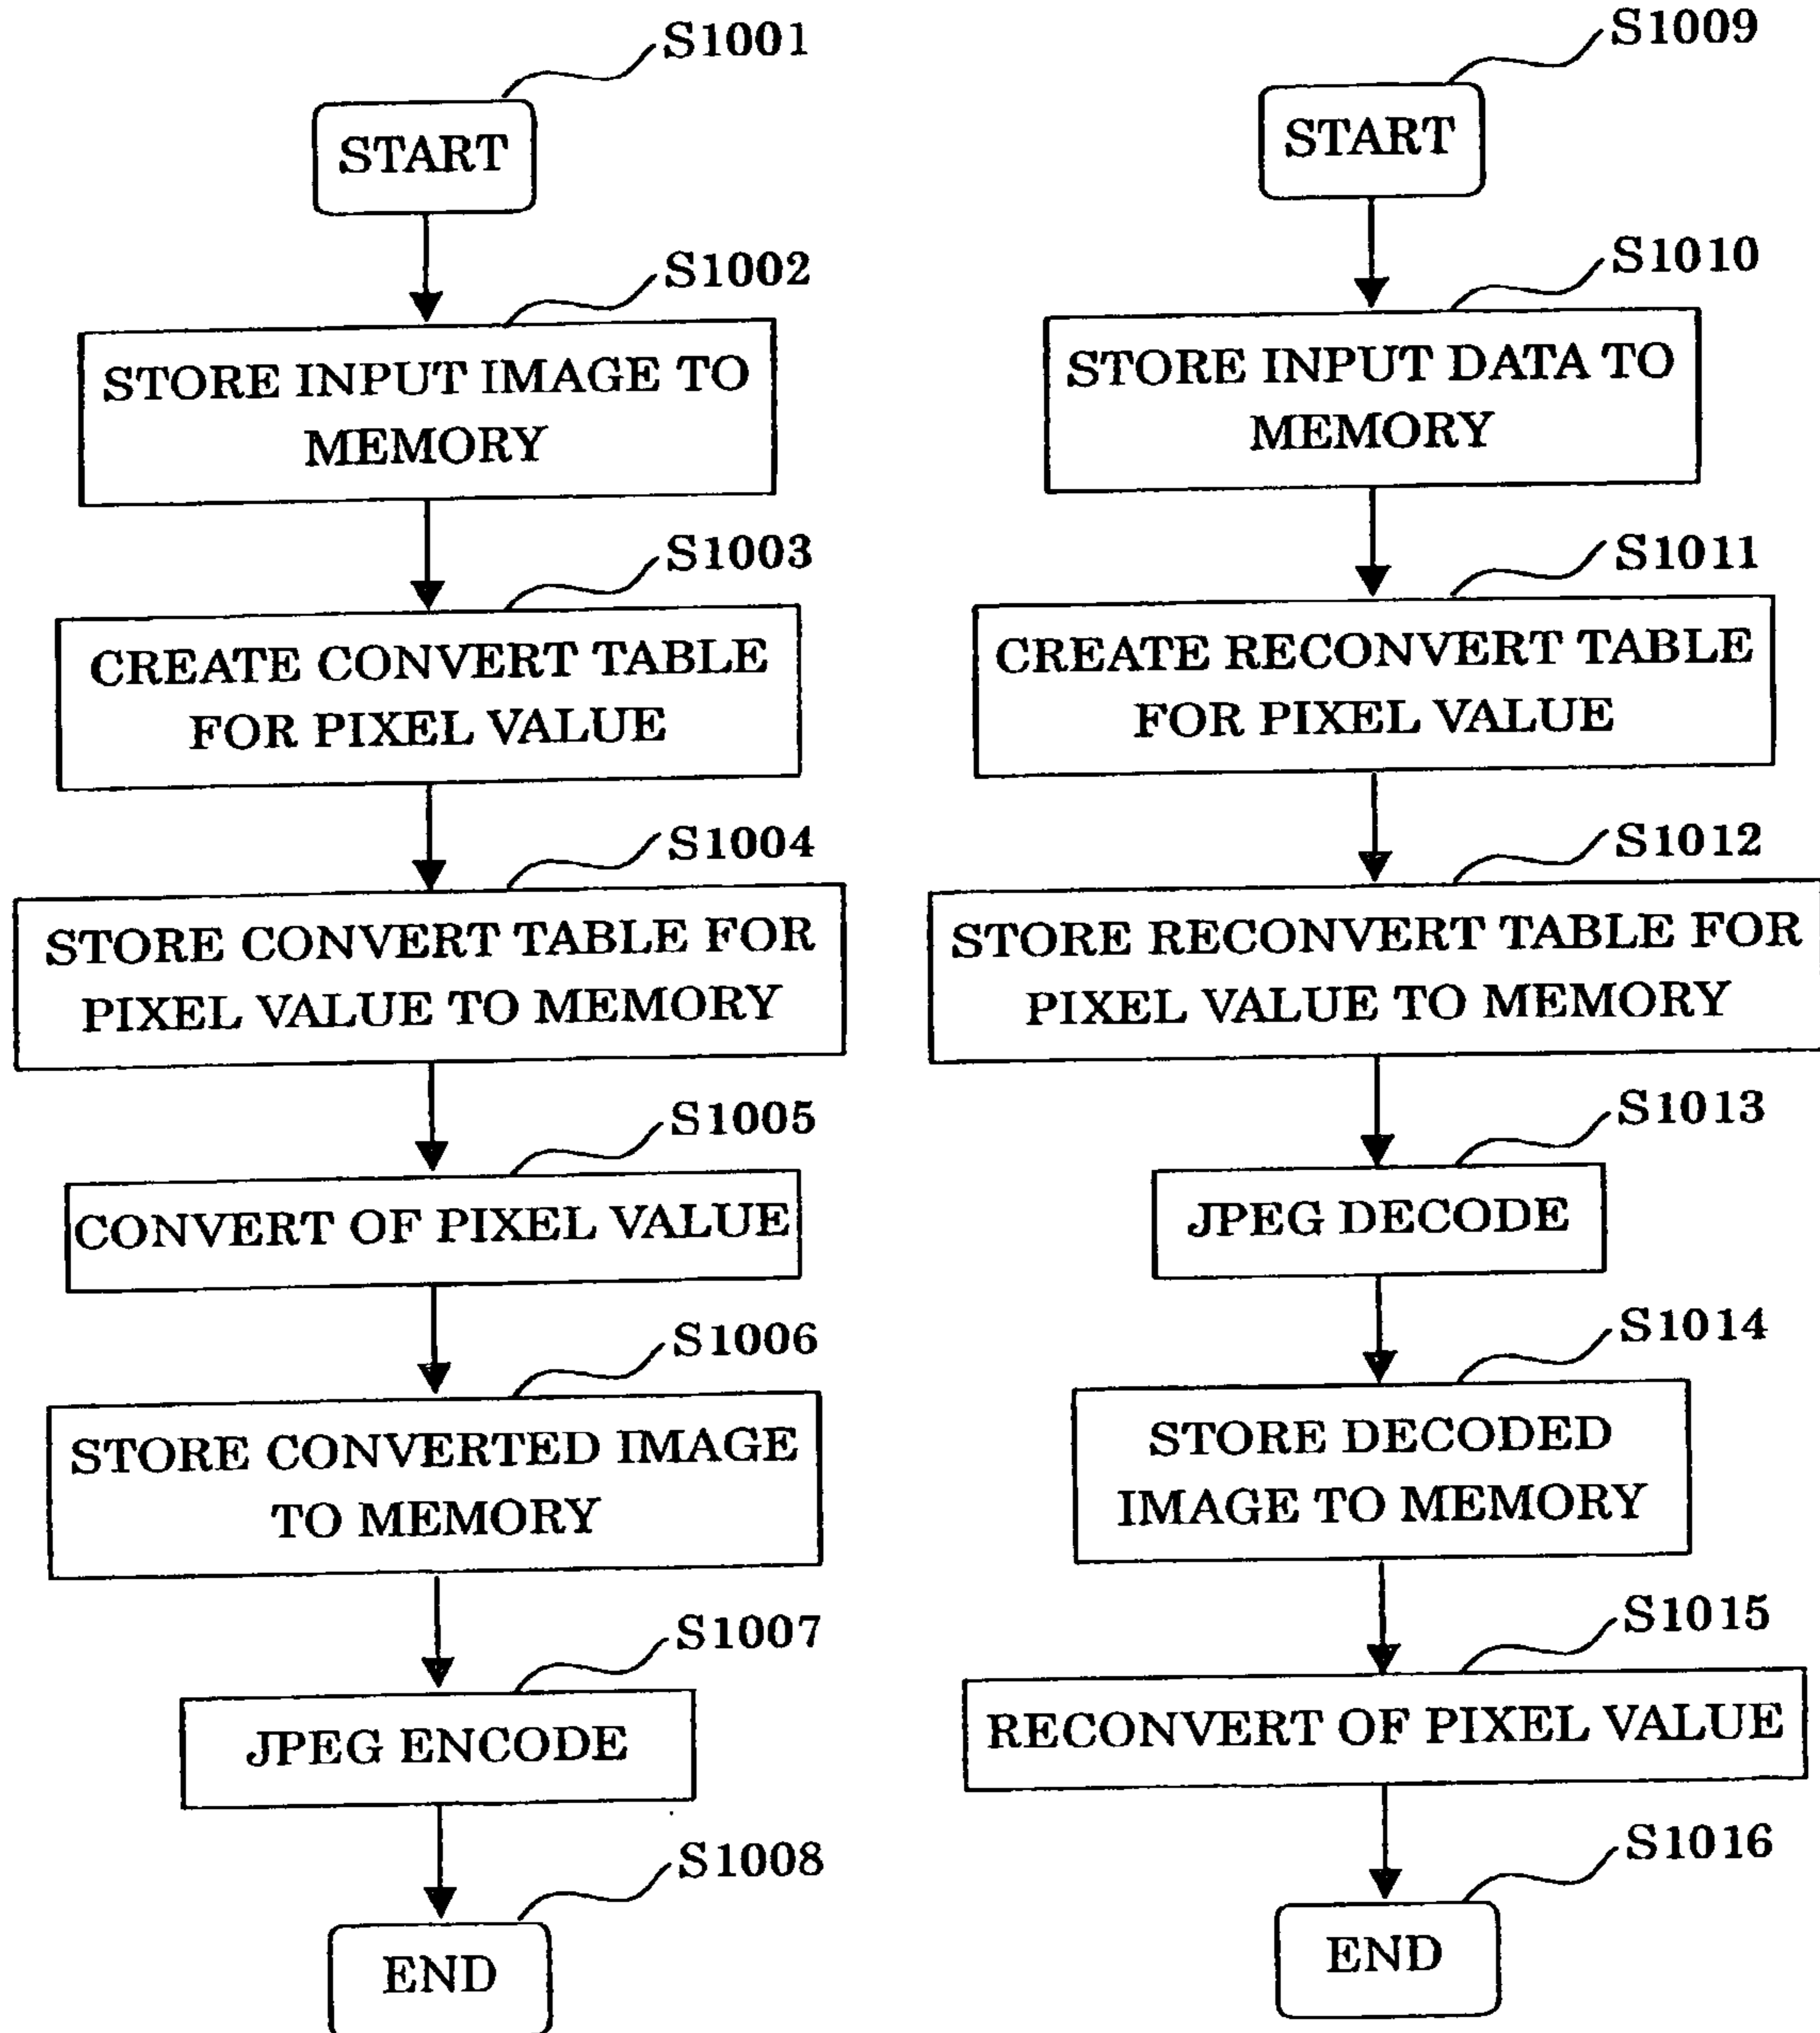 S1001
START
S1002
STORE INPUT IMAGE TO
MEMORY
S1003
CREATE CONVERT TABLE
FOR PIXEL VALUE
S1004
STORE CONVERT TABLE FOR
PIXEL VALUE TO MEMORY
S1005
CONVERT OF PIXEL VALUE
S1006
STORE CONVERTED IMAGE
TO MEMORY
S1007
JPEG ENCODE
S1008
END
S1009
START
S1010
STORE INPUT DATA TO
MEMORY
S1011
CREATE RECONVERT TABLE
FOR PIXEL VALUE
S1012
STORE RECONVERT TABLE FOR
PIXEL VALUE TO MEMORY
S1013
JPEG DECODE
S1014
STORE DECODED
IMAGE TO MEMORY
S1015
RECONVERT OF PIXEL VALUE
S1016
END